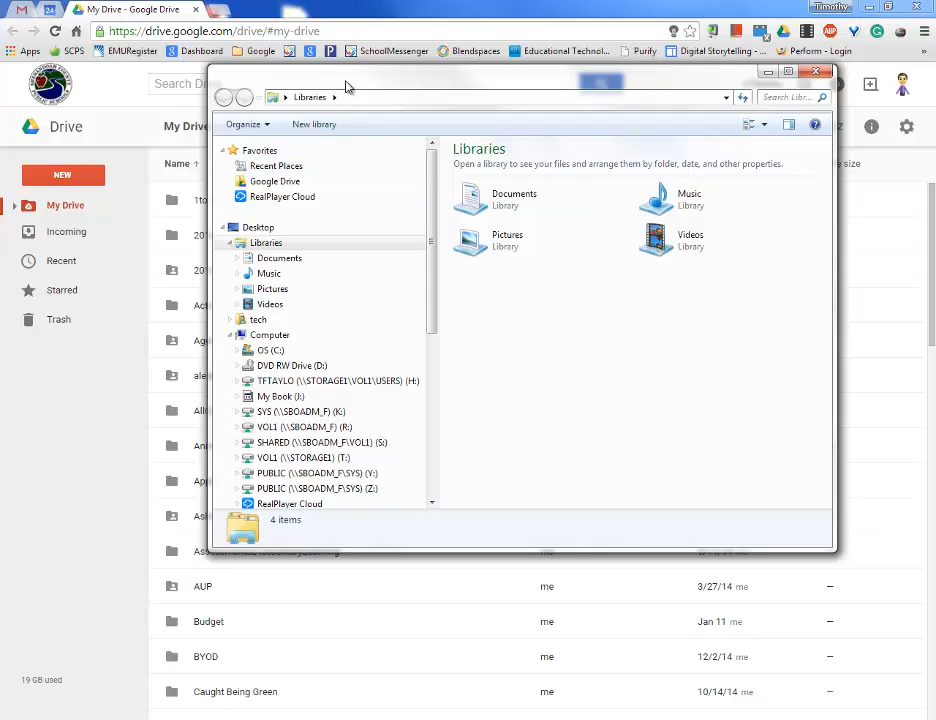 My Drive - Google Drive
Timothy
https://drive.google.com/drive/#my-drive
Apps
SCPS
EMURegister
Dashboard
Google
SchoolMessenger
Blendspaces
Educational Technol...
Purify
Digital Storytelling -...
Perform - Login
Search Dri
Drive
NEW
My Drive
Incoming
Recent
Starred
Trash
19 GB used
My Drive
Name
size
AUP me 3/27/14 me –
Budget me Jan 11 me –
BYOD me 12/2/14 me –
Caught Being Green me 10/14/14 me –
Libraries
Search Libr...
Organize
New library
Favorites
Recent Places
Google Drive
RealPlayer Cloud
Desktop
Libraries
Documents
Music
Pictures
Videos
tech
Computer
OS (C:)
DVD RW Drive (D:)
TFTAYLO (\\STORAGE1\VOL1\USERS) (H:)
My Book (J:)
SYS (\\SBOADM_F) (K:)
VOL1 (\\SBOADM_F) (R:)
SHARED (\\SBOADM_F\VOL1) (S:)
VOL1 (\\STORAGE1) (T:)
PUBLIC (\\SBOADM_F\SYS) (Y:)
PUBLIC (\\SBOADM_F\SYS) (Z:)
RealPlayer Cloud
Libraries
Open a library to see your files and arrange them by folder, date, and other properties.
Documents
Library
Music
Library
Pictures
Library
Videos
Library
4 items